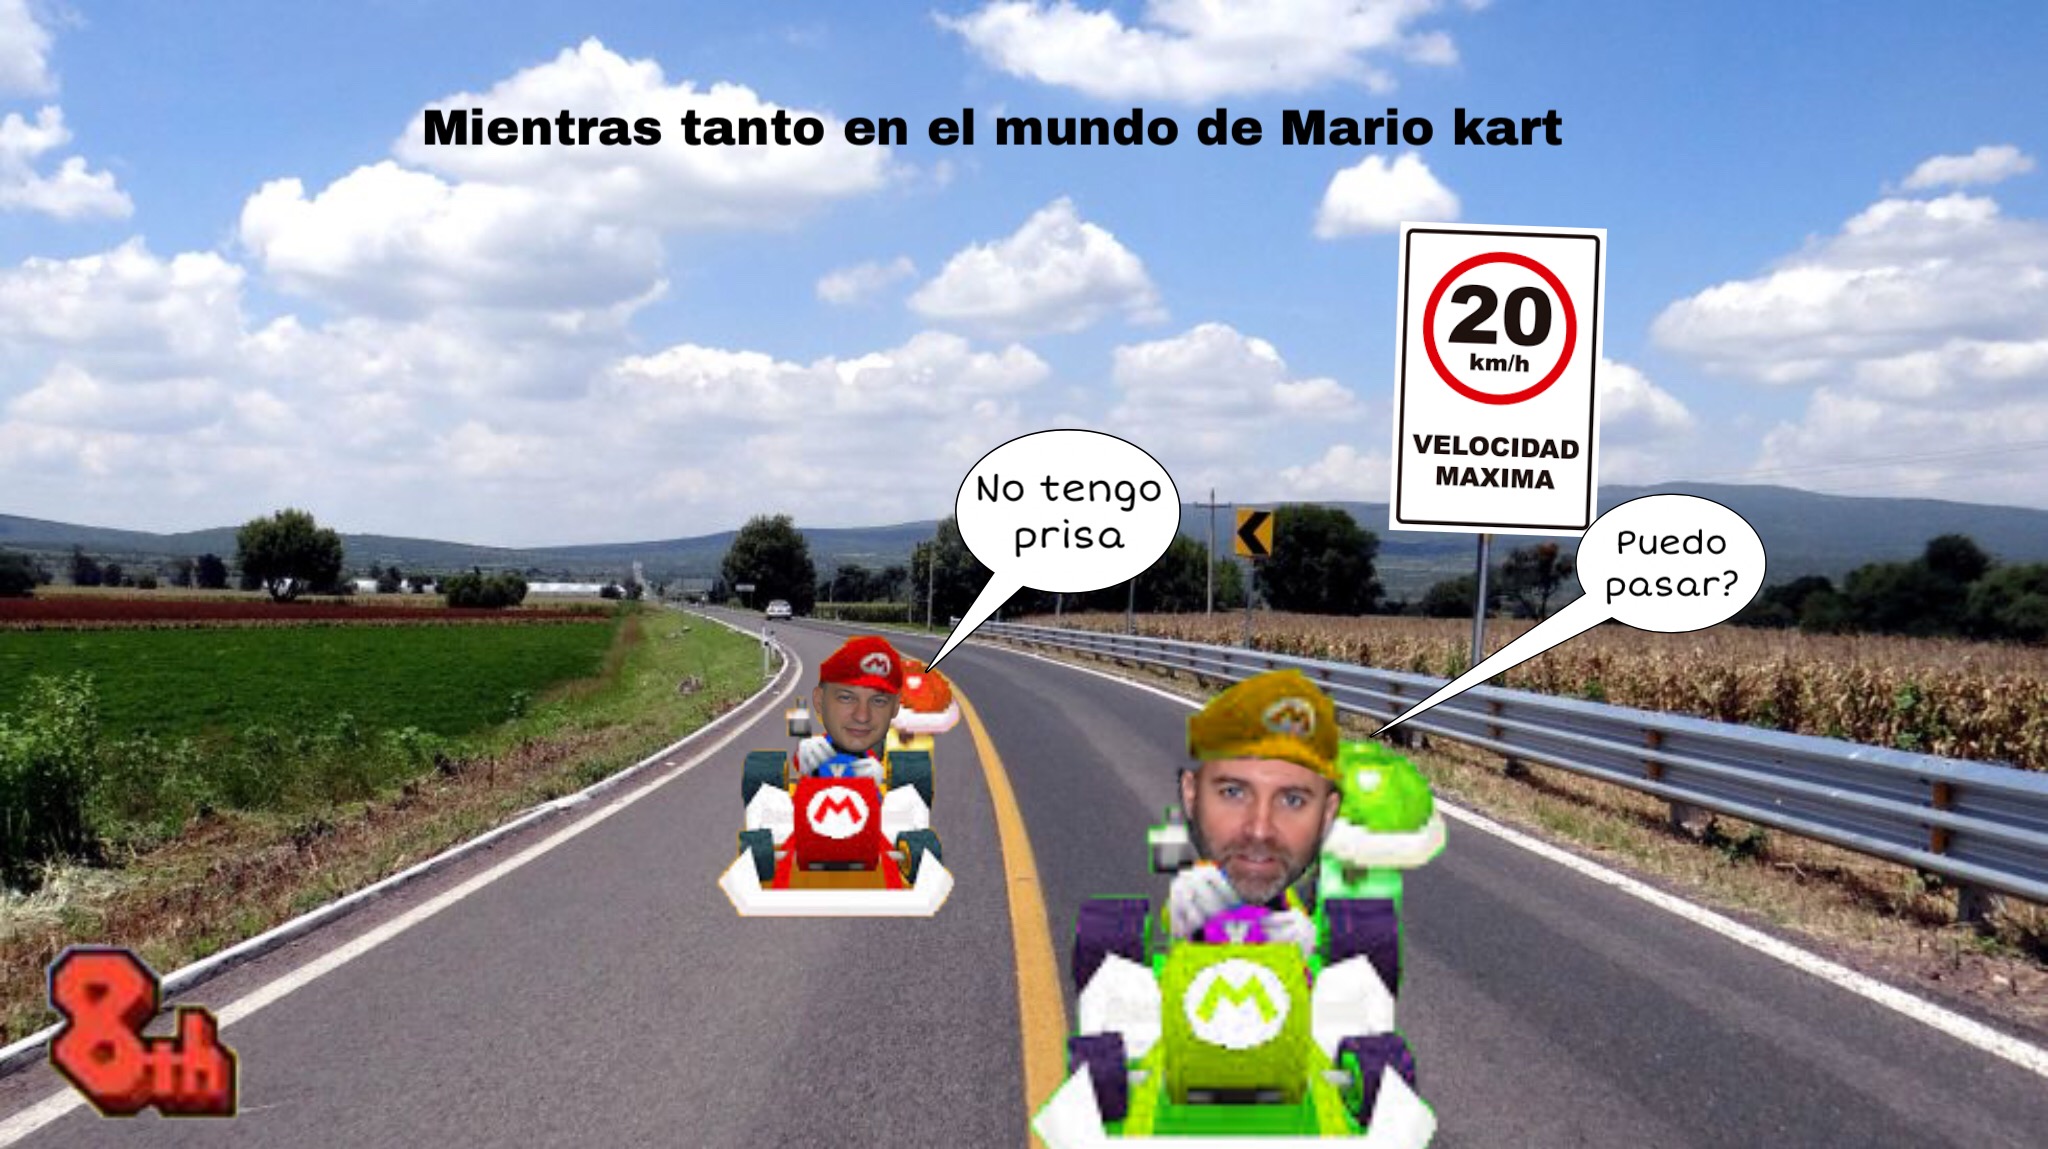 Mientras tanto en el mundo de Mario kart
20
km/h
VELOCIDAD
MAXIMA
No tengo
prisa
Puedo
pasar?
M
M
M
M
8th